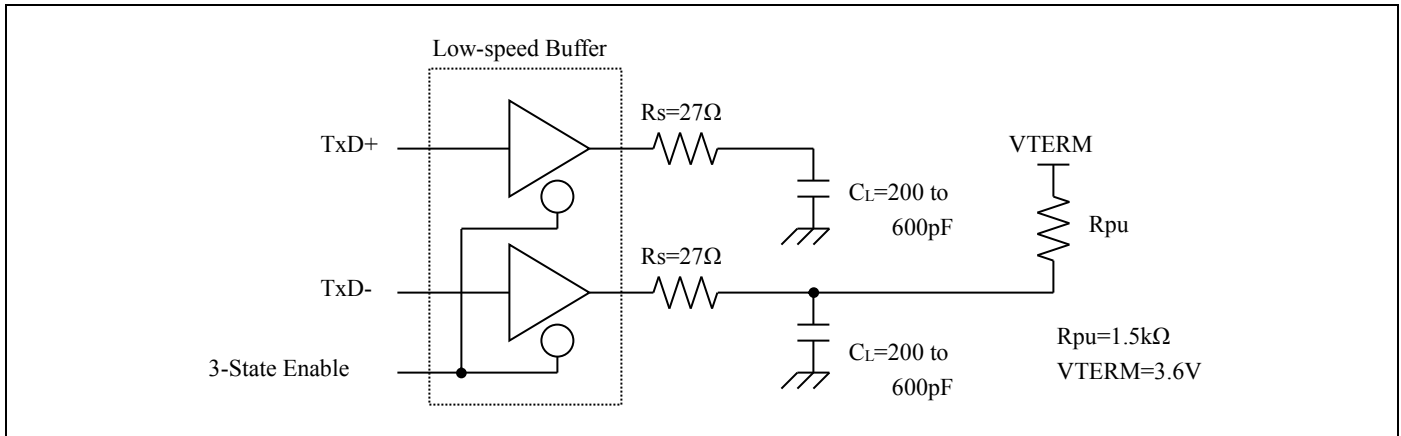 Low-speed Buffer
TxD+
Rs=27Ω
VTERM
CL=200 to
600pF
Rpu
TxD-
Rs=27Ω
CL=200 to
600pF
Rpu=1.5kΩ
VTERM=3.6V
3-State Enable